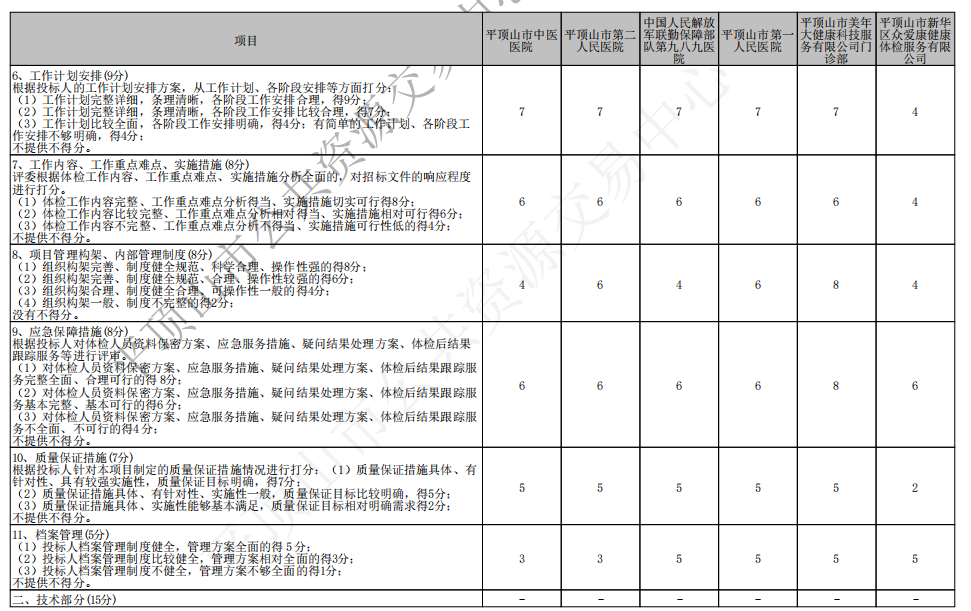 项目
平顶山市中医医院
平顶山市第二人民医院
中国人民解放军联勤保障部队第九八九医院
平顶山市第一人民医院
平顶山市美年大健康科技服务有限公司门诊部
平顶山市新华区众爱康健康体检服务有限公司
6、工作计划安排(9分)
根据投标人的工作计划安排方案，从工作计划、各阶段安排等方面打分：
（1）工作计划完整详细，条理清晰，各阶段工作安排合理，得9分；
（2）工作计划完整详细，条理清晰，各阶段工作安排比较合理，得7分；
（3）工作计划比较全面，各阶段工作安排明确，得4分；有简单的工作计划、各阶段工
作安排不够明确，得4分；
不提供不得分。
7 7 7 7 7 4
7、工作内容、工作重点难点、实施措施(8分)
评委根据体检工作内容、工作重点难点、实施措施分析全面的，对招标文件的响应程度
进行打分。
（1）体检工作内容完整、工作重点难点分析得当、实施措施切实可行得8分；
（2）体检工作内容比较完整、工作重点难点分析相对得当、实施措施相对可行得6分；
（3）体检工作内容不完整、工作重点难点分析不得当、实施措施可行性低的得4分；
不提供不得分。
6 6 6 6 6 4
8、项目管理构架、内部管理制度(8分)
（1）组织构架完善、制度健全规范、科学合理、操作性强的得8分；
（2）组织构架完善、制度健全规范、合理、操作性较强的得6分；
（3）组织构架合理、制度健全合理、可操作性一般的得4分；
（4）组织构架一般、制度不完整的得2分；
没有不得分。
4 6 4 6 8 4
9、应急保障措施(8分)
根据投标人对体检人员资料保密方案、应急服务措施、疑问结果处理方案、体检后结果
跟踪服务等进行评审。
（1）对体检人员资料保密方案、应急服务措施、疑问结果处理方案、体检后结果跟踪服
务完整全面、合理可行的得 8分；
（2）对体检人员资料保密方案、应急服务措施、疑问结果处理方案、体检后结果跟踪服
务基本完整、基本可行的得6 分；
（3）对体检人员资料保密方案、应急服务措施、疑问结果处理方案、体检后结果跟踪服
务不全面、不可行的得4 分；
不提供不得分。
6 6 6 6 8 6
10、质量保证措施(7分)
根据投标人针对本项目制定的质量保证措施情况进行打分：（1）质量保证措施具体、有
针对性、具有较强实施性，质量保证目标明确，得7分；
（2）质量保证措施具体、有针对性、实施性一般，质量保证目标比较明确，得5分；
（3）质量保证措施具体、实施性能够基本满足，质量保证目标相对明确需求得2分；
不提供不得分。
5 5 5 5 5 2
11、档案管理(5分)
（1）投标人档案管理制度健全，管理方案全面的得 5 分；
（2）投标人档案管理制度比较健全，管理方案相对全面的得3分；
（3）投标人档案管理制度不健全，管理方案不够全面的得1分；
不提供不得分。
3 3 5 5 5 5
二、技术部分(15分)
- - - - - -
平顶山市公共资源交易中心